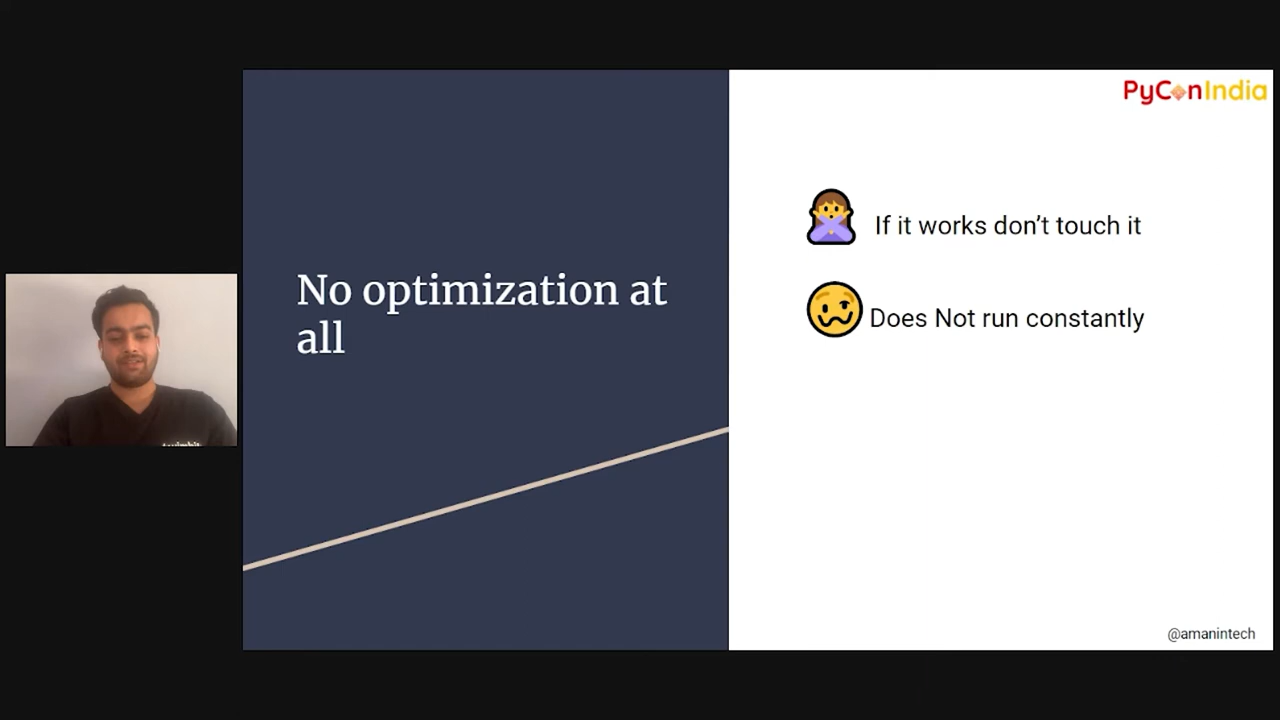 PyConIndia
No optimization at
all
If it works don’t touch it
Does Not run constantly
@amanintech